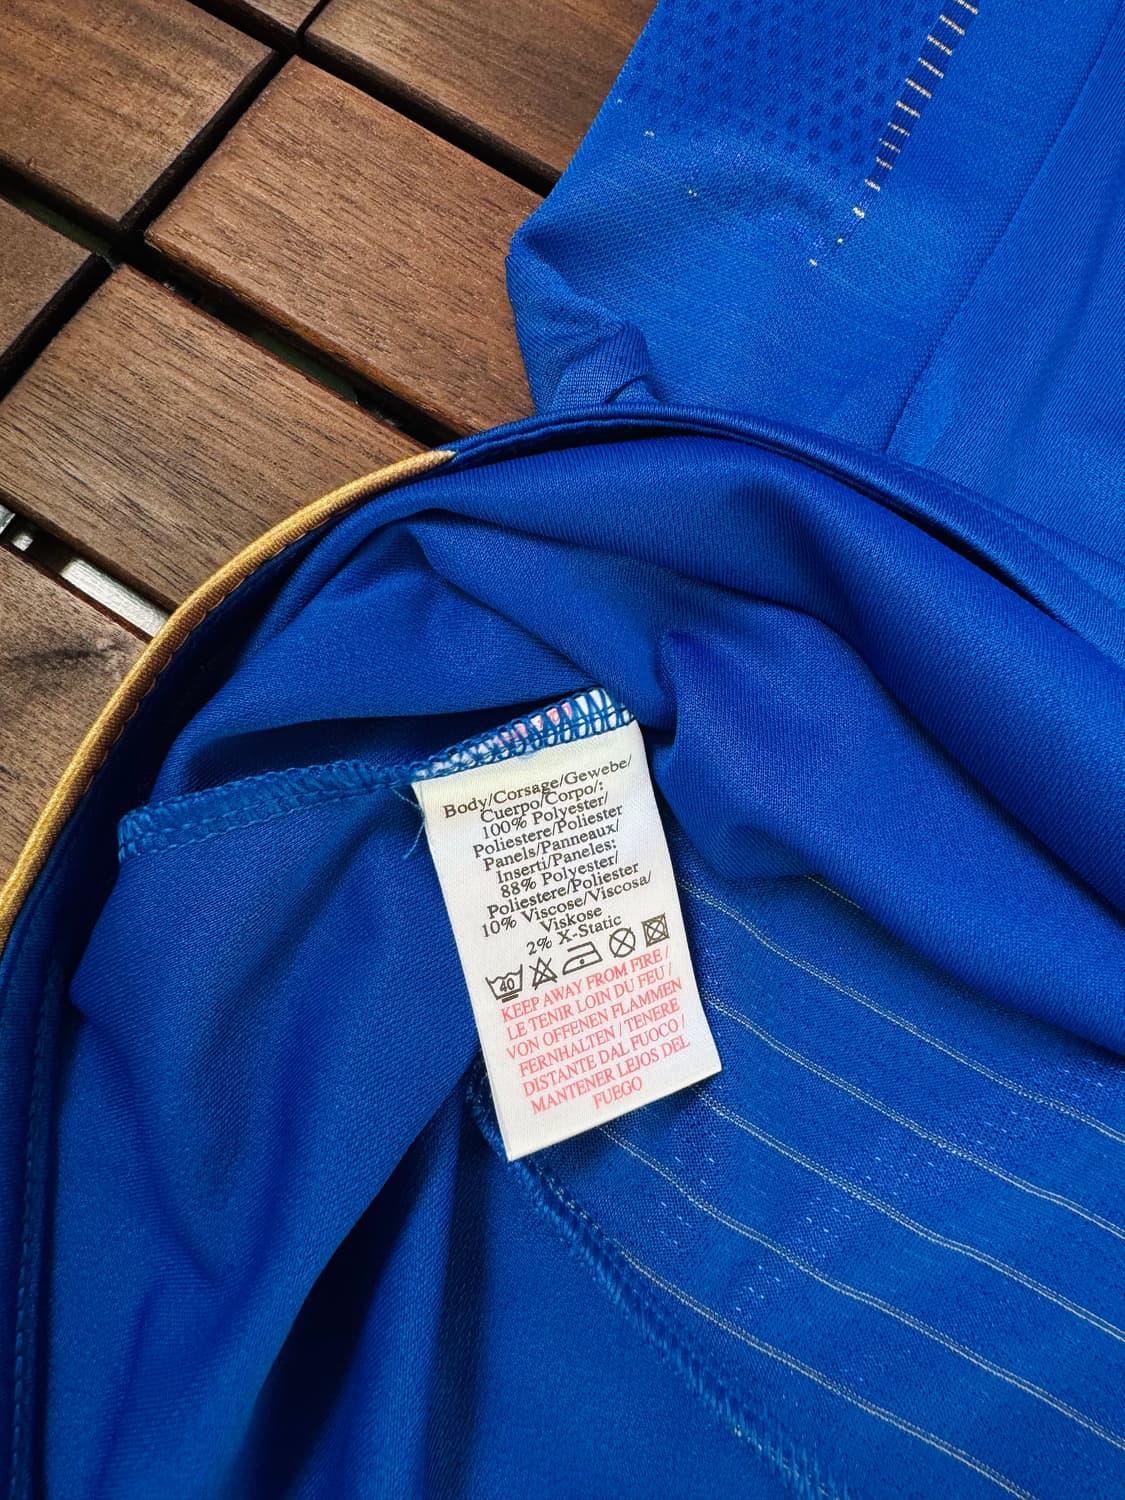 Body/Corsage/Gewebe/
Cuerpo/Corpo/:
100% Polyester/
Poliestere/Poliester
Panels/Panneaux/
Inserti/Paneles:
88% Polyester/
Poliestere/Poliester
10% Viscose/Viscosa/
Viskose
2% X-Static
40
KEEP AWAY FROM FIRE /
LE TENIR LOIN DU FEU /
VON OFFENEN FLAMMEN
FERNHALTEN / TENERE
DISTANTE DAL FUOCO /
MANTENER LEJOS DEL
FUEGO